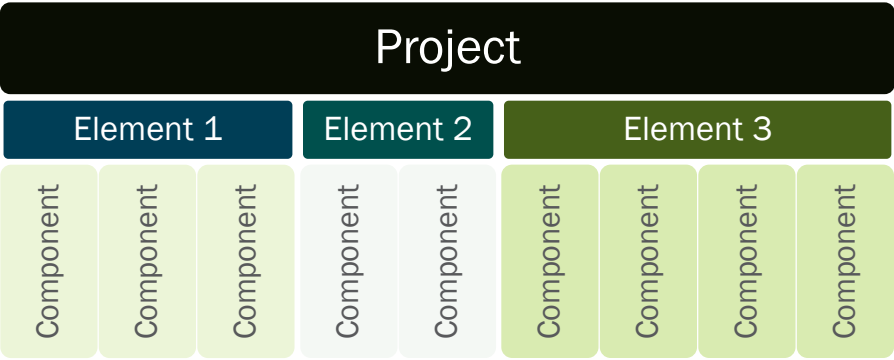 Project
Element 1
Element 2
Element 3
Component
Component
Component
Component
Component
Component
Component
Component
Component